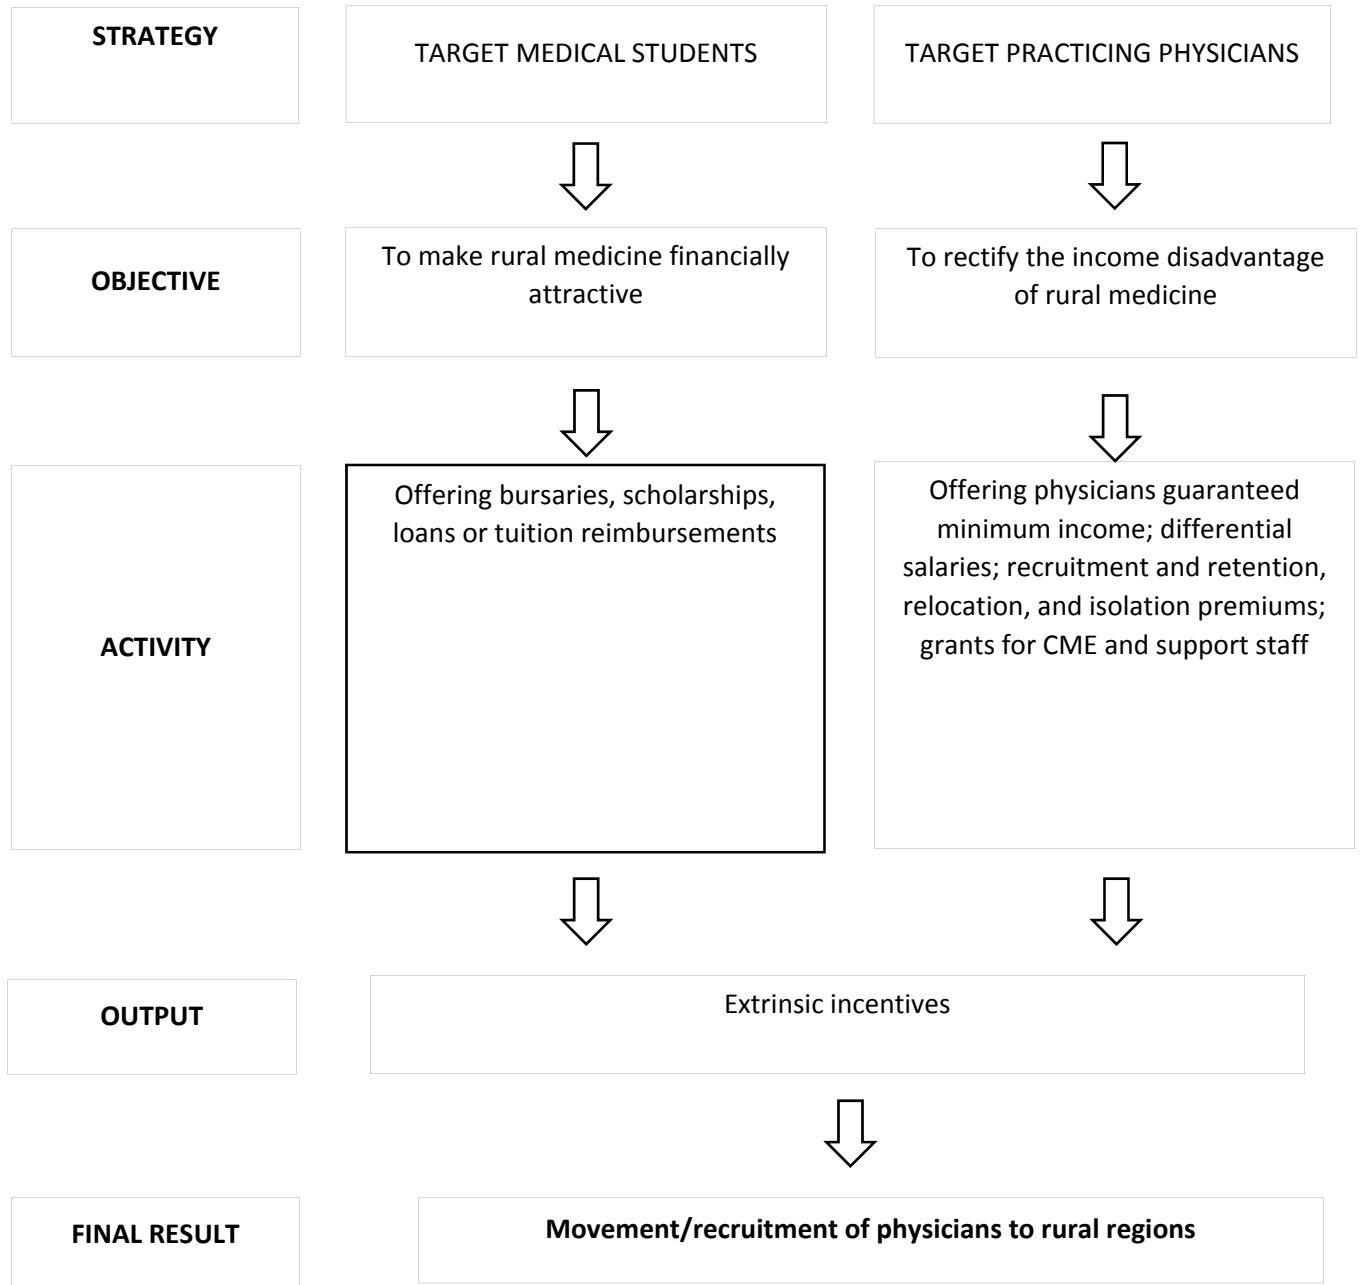 STRATEGY
TARGET MEDICAL STUDENTS
TARGET PRACTICING PHYSICIANS
OBJECTIVE
To make rural medicine financially
attractive
To rectify the income disadvantage
of rural medicine
ACTIVITY
Offering bursaries, scholarships,
loans or tuition reimbursements
Offering physicians guaranteed
minimum income; differential
salaries; recruitment and retention,
relocation, and isolation premiums;
grants for CME and support staff
OUTPUT
Extrinsic incentives
FINAL RESULT
Movement/recruitment of physicians to rural regions